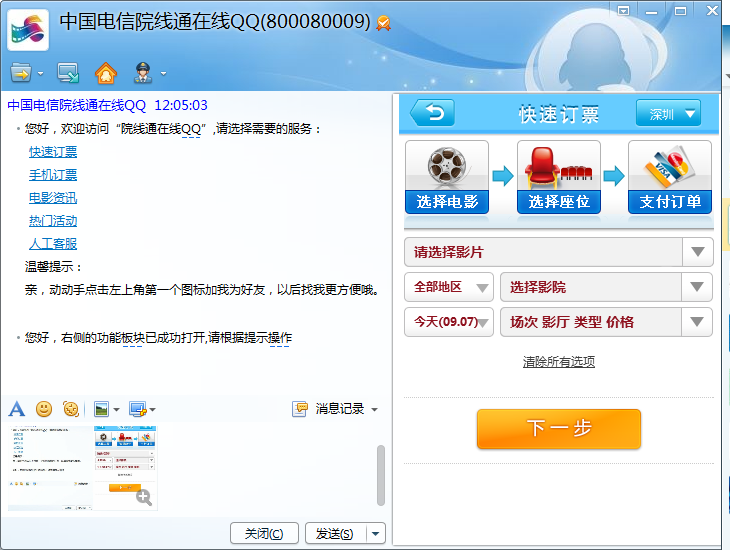 中国电信院线通在线QQ(800080009)
中国电信院线通在线QQ 12:05:03
您好，欢迎访问“院线通在线QQ”,请选择需要的服务：
快速订票
手机订票
电影资讯
热门活动
人工客服
温馨提示：
亲，动动手点击左上角第一个图标加我为好友，以后找我更方便哦。
您好，右侧的功能板块已成功打开,请根据提示操作
消息记录
关闭(C)
发送(S)
快速订票
深圳
选择电影
选择座位
支付订单
VISA
请选择影片
全部地区
选择影院
今天(09.07)
场次 影厅 类型 价格
清除所有选项
下一步